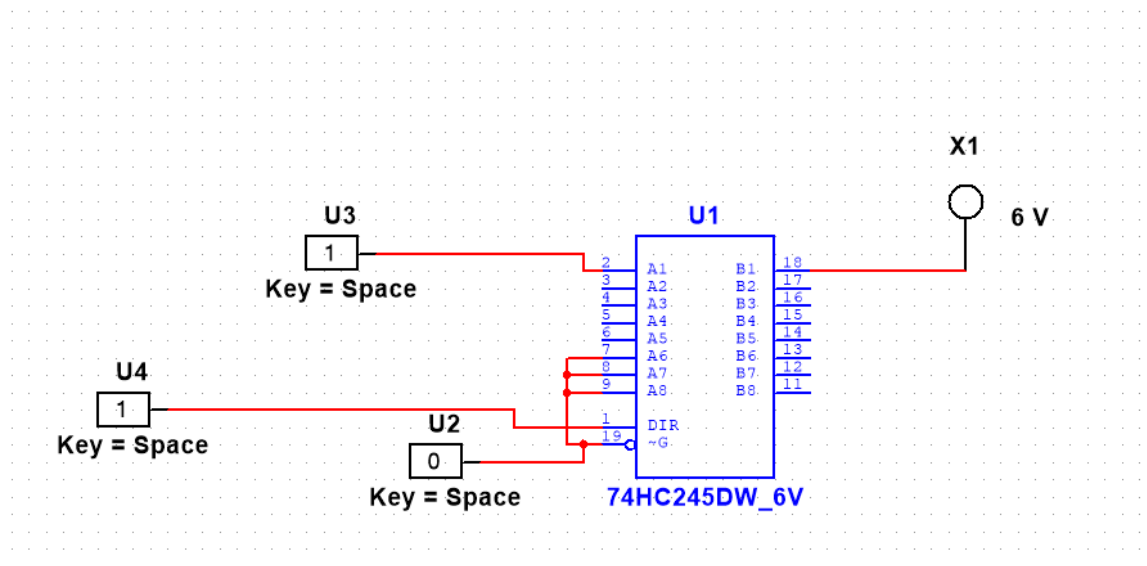 X1
6 V
U3
1
Key = Space
U1
2 A1 B1 18
3 A2 B2 17
4 A3 B3 16
5 A4 B4 15
6 A5 B5 14
7 A6 B6 13
8 A7 B7 12
9 A8 B8 11
1 DIR
19 ~G
74HC245DW_6V
U4
1
Key = Space
U2
0
Key = Space